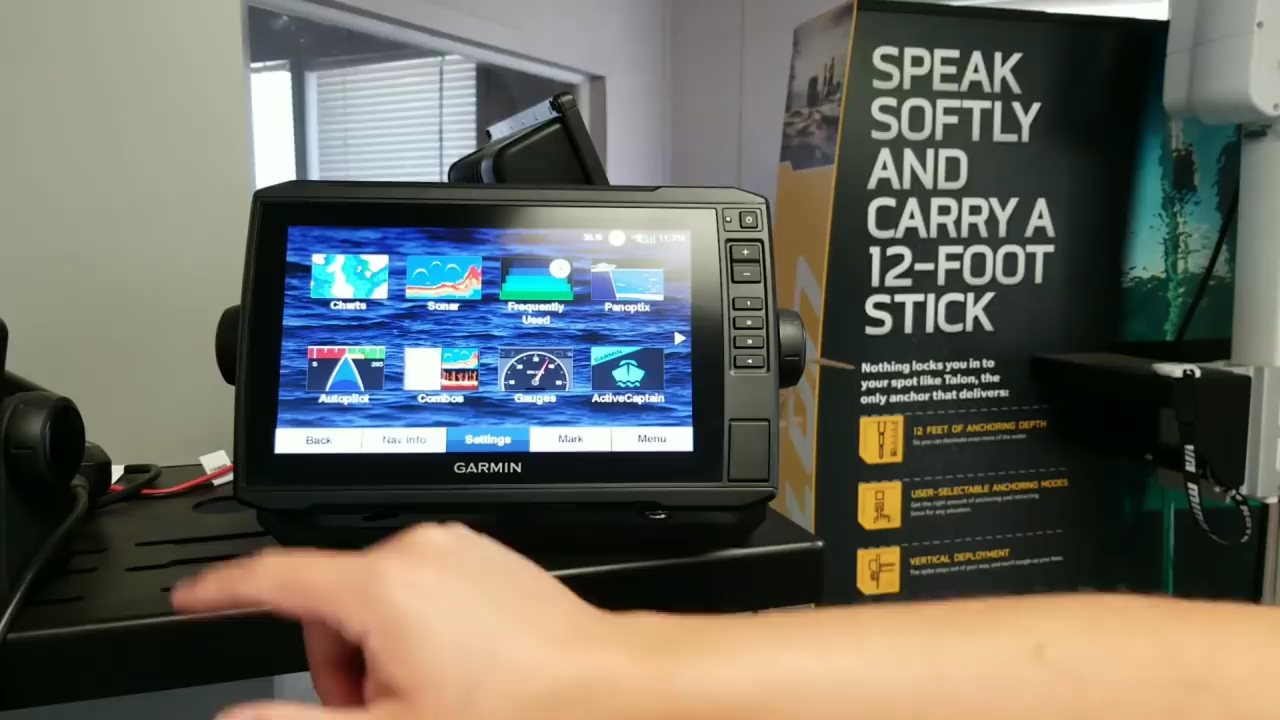 SPEAK
SOFTLY
AND
CARRY A
12-FOOT
STICK
Nothing locks you in to
your spot like Talon, the
only anchor that delivers:
12 FEET OF ANCHORING DEPTH
USER-SELECTABLE ANCHORING MODES
VERTICAL DEPLOYMENT
Charts
Sonar
Frequently
Used
Panoptix
Autopilot
Combos
Gauges
GARMIN
ActiveCaptain
Back
Nav Info
Settings
Mark
Menu
GARMIN